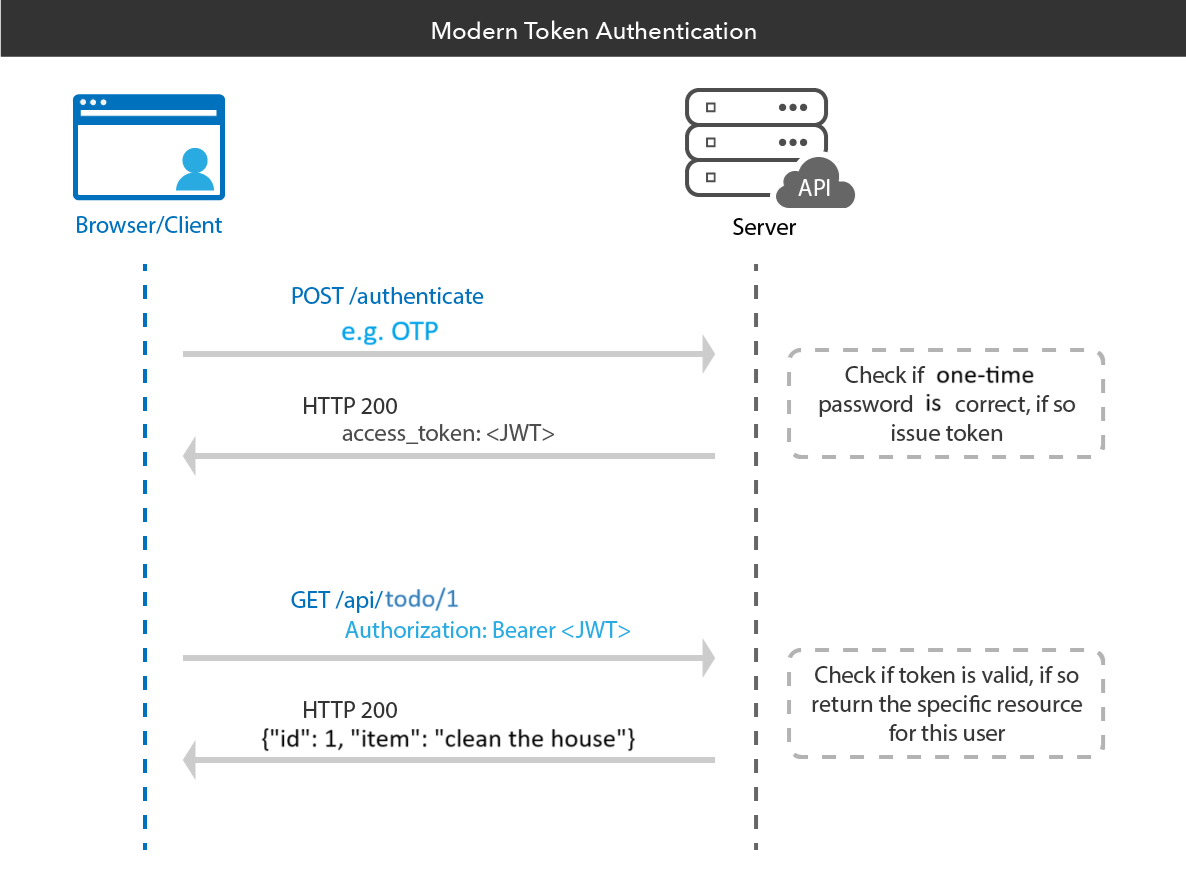 Modern Token Authentication
API
Browser/Client
Server
POST /authenticate
e.g. OTP
Check if one-time
password is correct, if so
issue token
HTTP 200
access_token: <JWT>
GET /api/todo/1
Authorization: Bearer <JWT>
Check if token is valid, if so
return the specific resource
for this user
HTTP 200
{"id": 1, "item": "clean the house"}